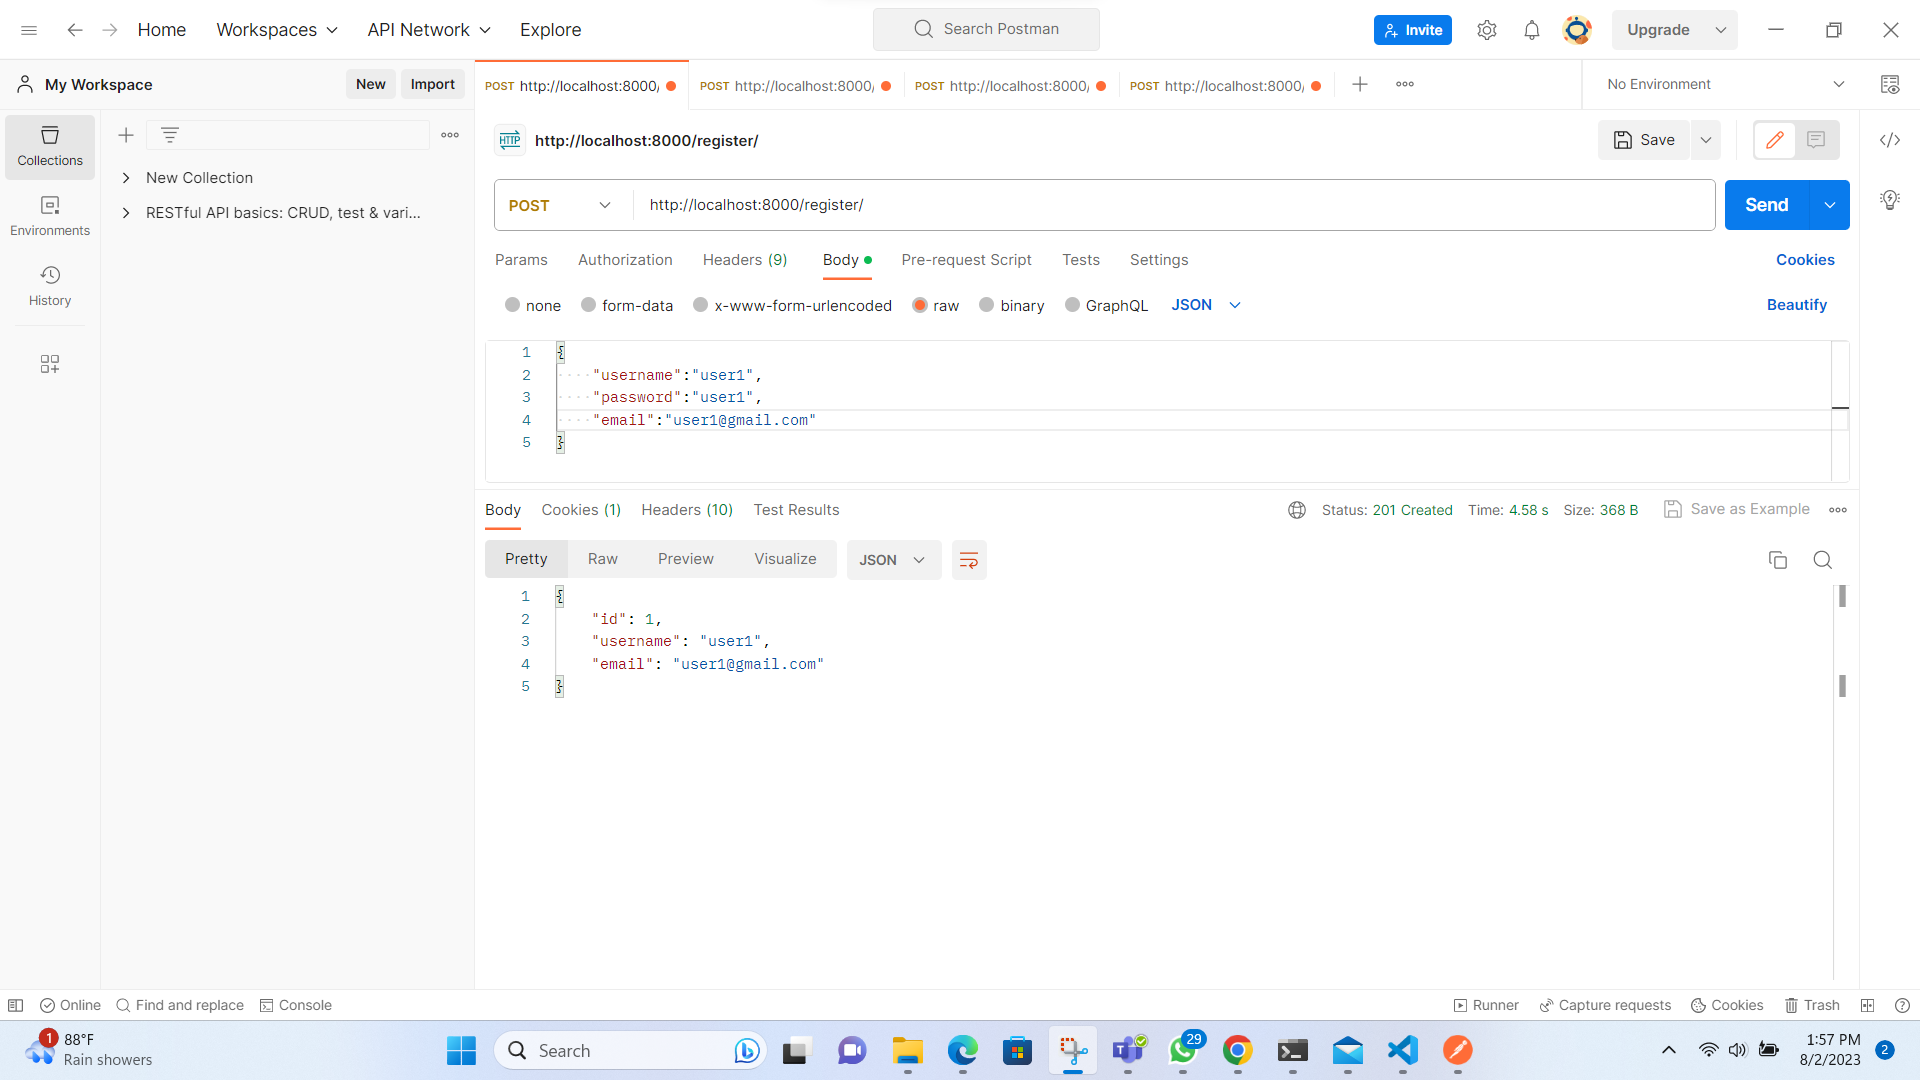 Home Workspaces API Network Explore Search Postman Invite Upgrade
My Workspace New Import POST http://localhost:8000/ POST http://localhost:8000/ POST http://localhost:8000/ POST http://localhost:8000/ No Environment
Collections
Environments
History
New Collection
RESTful API basics: CRUD, test & vari...
HTTP http://localhost:8000/register/ Save
POST http://localhost:8000/register/ Send
Params Authorization Headers (9) Body Pre-request Script Tests Settings Cookies
none form-data x-www-form-urlencoded raw binary GraphQL JSON Beautify
1 {
2 "username":"user1",
3 "password":"user1",
4 "email":"user1@gmail.com"
5 }
Body Cookies (1) Headers (10) Test Results Status: 201 Created Time: 4.58 s Size: 368 B Save as Example
Pretty Raw Preview Visualize JSON
1 {
2 "id": 1,
3 "username": "user1",
4 "email": "user1@gmail.com"
5 }
Online Find and replace Console Runner Capture requests Cookies Trash
1 88°F
Rain showers
Search
29
1:57 PM
8/2/2023
2